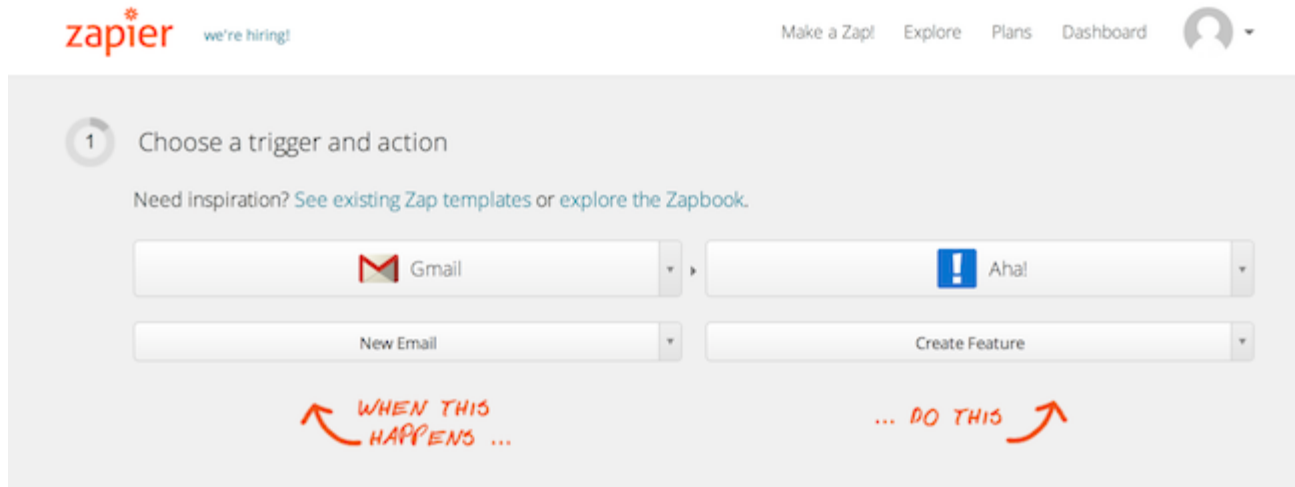 zapier
we're hiring!
Make a Zap! Explore Plans Dashboard
1 Choose a trigger and action
Need inspiration? See existing Zap templates or explore the Zapbook.
Gmail
Aha!
New Email
Create Feature
WHEN THIS
HAPPENS ...
... DO THIS